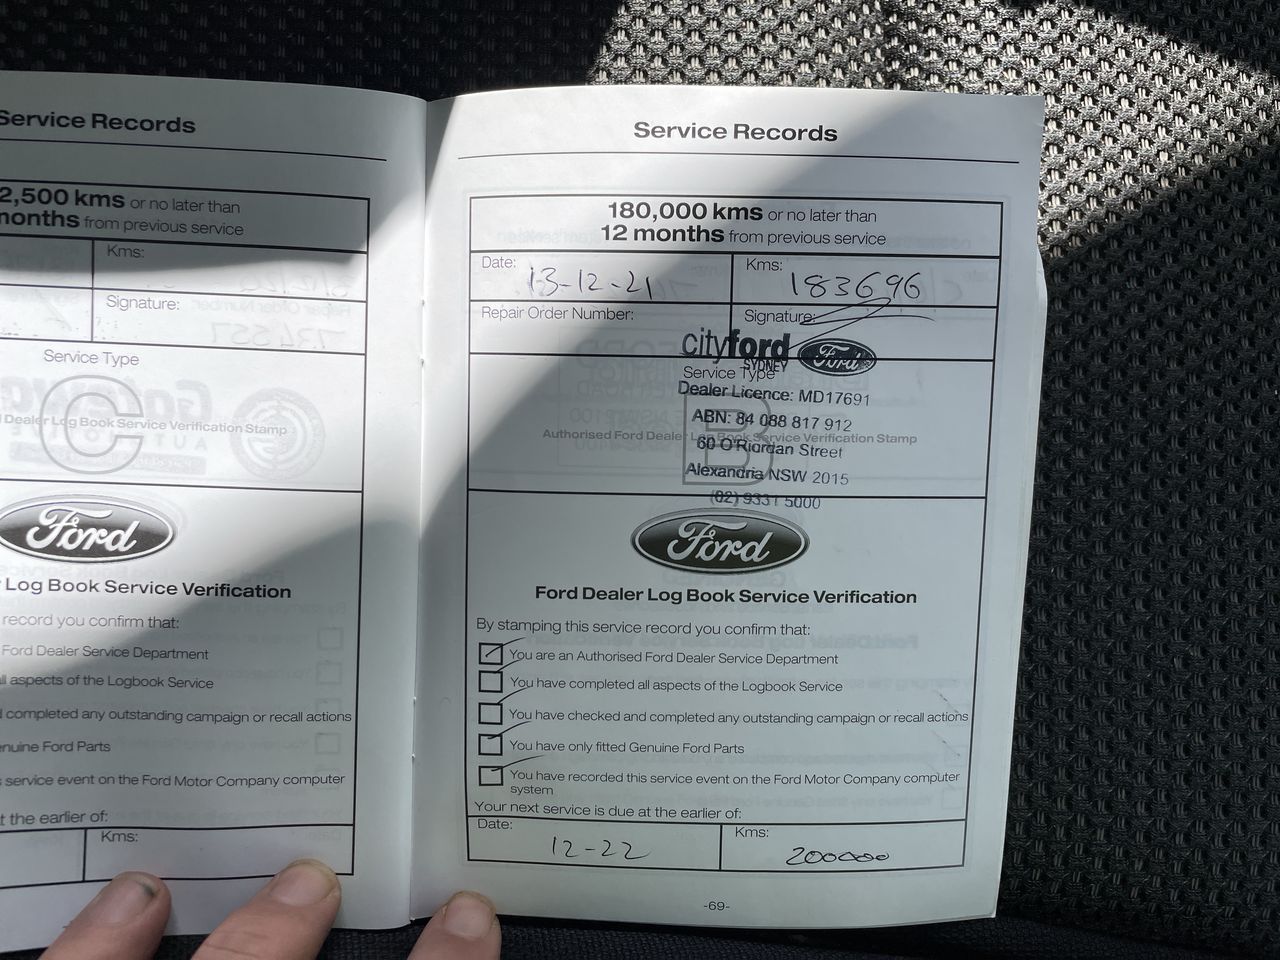 Service Records
2,500 kms or no later than
months from previous service
Kms:
Signature:
Service Type
C
Dealer Log Book Service Verification Stamp
Ford
Log Book Service Verification
record you confirm that:
Ford Dealer Service Department
all aspects of the Logbook Service
completed any outstanding campaign or recall actions
Genuine Ford Parts
service event on the Ford Motor Company computer
at the earlier of:
Kms:
Service Records
180,000 kms or no later than
12 months from previous service
Date: 13-12-21
Kms: 183696
Repair Order Number:
Signature:
cityford
SYDNEY
Ford
Service Type
B
Dealer Licence: MD17691
ABN: 84 088 817 912
Authorised Ford Dealer Log Book Service Verification Stamp
60 O'Riordan Street
Alexandria NSW 2015
(02) 9331 5000
Ford
Ford Dealer Log Book Service Verification
By stamping this service record you confirm that:
You are an Authorised Ford Dealer Service Department
You have completed all aspects of the Logbook Service
You have checked and completed any outstanding campaign or recall actions
You have only fitted Genuine Ford Parts
You have recorded this service event on the Ford Motor Company computer
system
Your next service is due at the earlier of:
Date: 12-22
Kms: 200000
-69-